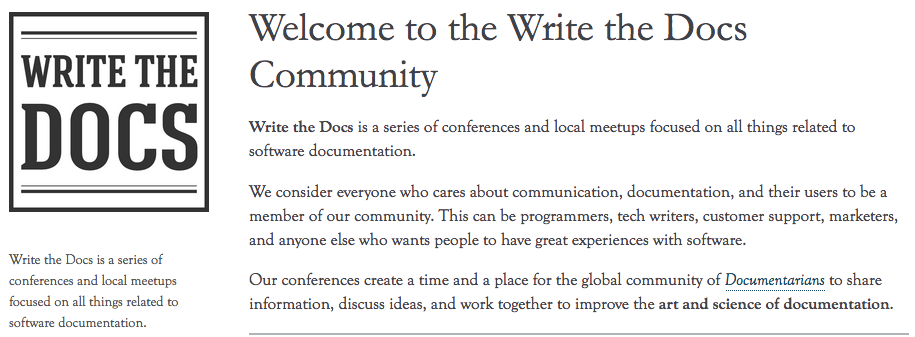 WRITE THE
DOCS
Write the Docs is a series of
conferences and local meetups
focused on all things related to
software documentation.
Welcome to the Write the Docs
Community
Write the Docs is a series of conferences and local meetups focused on all things related to
software documentation.
We consider everyone who cares about communication, documentation, and their users to be a
member of our community. This can be programmers, tech writers, customer support, marketers,
and anyone else who wants people to have great experiences with software.
Our conferences create a time and a place for the global community of Documentarians to share
information, discuss ideas, and work together to improve the art and science of documentation.